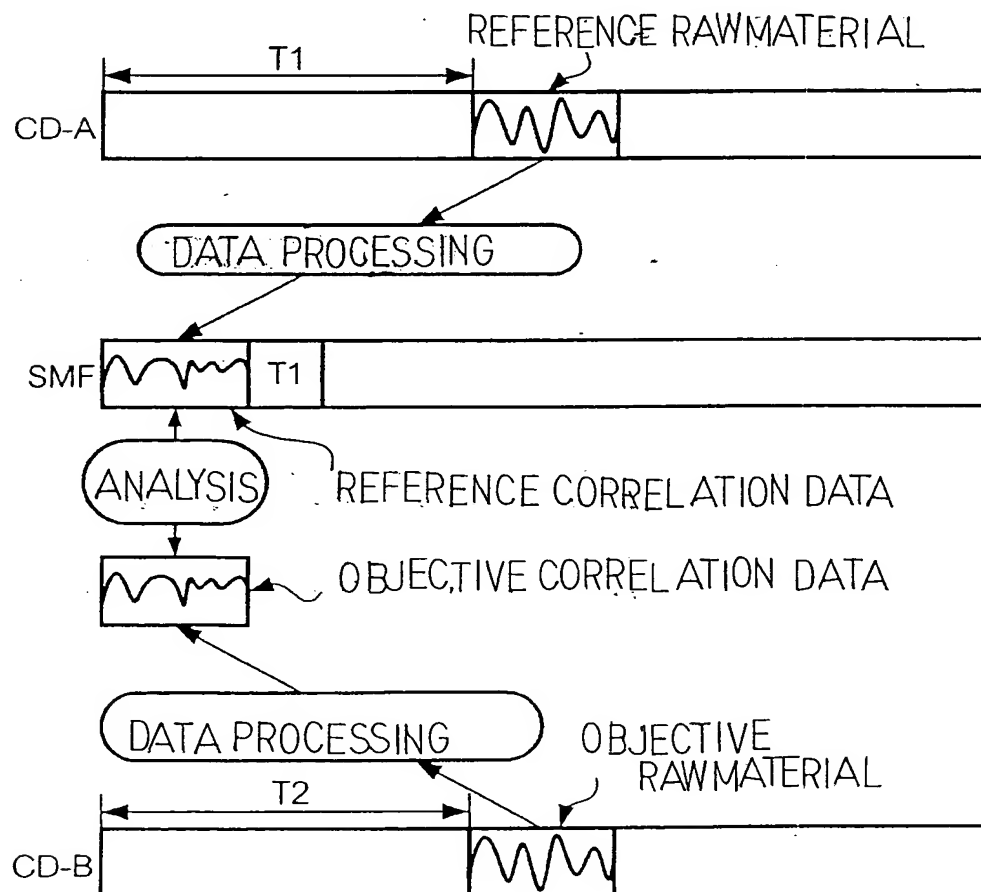 REFERENCE RAWMATERIAL
T1
CD-A
DATA PROCESSING
SMF
T1
ANALYSIS
REFERENCE CORRELATION DATA
OBJECTIVE CORRELATION DATA
DATA PROCESSING
OBJECTIVE
RAWMATERIAL
T2
CD-B